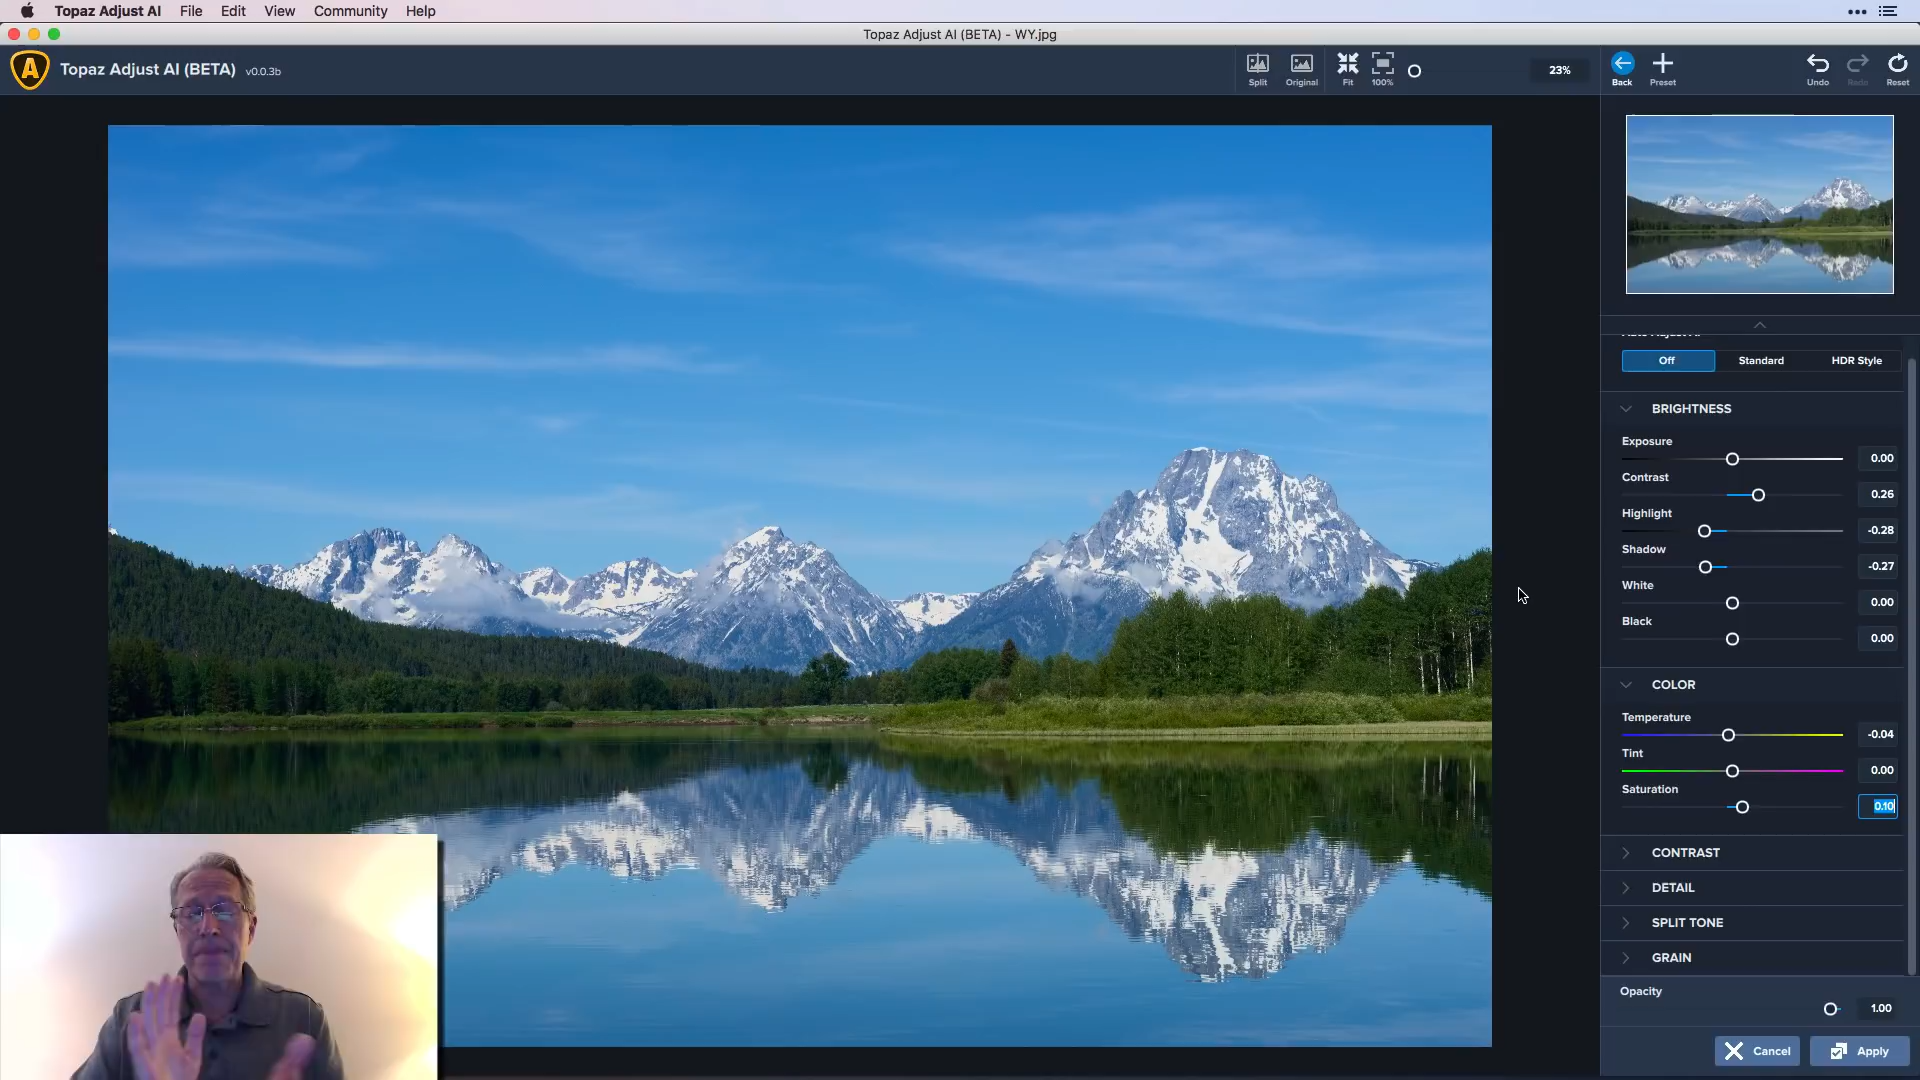 Topaz Adjust AI File Edit View Community Help
Topaz Adjust AI (BETA) - WY.jpg
Topaz Adjust AI (BETA) v0.0.3b
Split Original Fit 100% 23% Back Preset Undo Redo Reset
Auto Adjust AI
Off Standard HDR Style
BRIGHTNESS
Exposure
0.00
Contrast
0.26
Highlight
-0.28
Shadow
-0.27
White
0.00
Black
0.00
COLOR
Temperature
-0.04
Tint
0.00
Saturation
0.10
CONTRAST
DETAIL
SPLIT TONE
GRAIN
Opacity
1.00
Cancel Apply